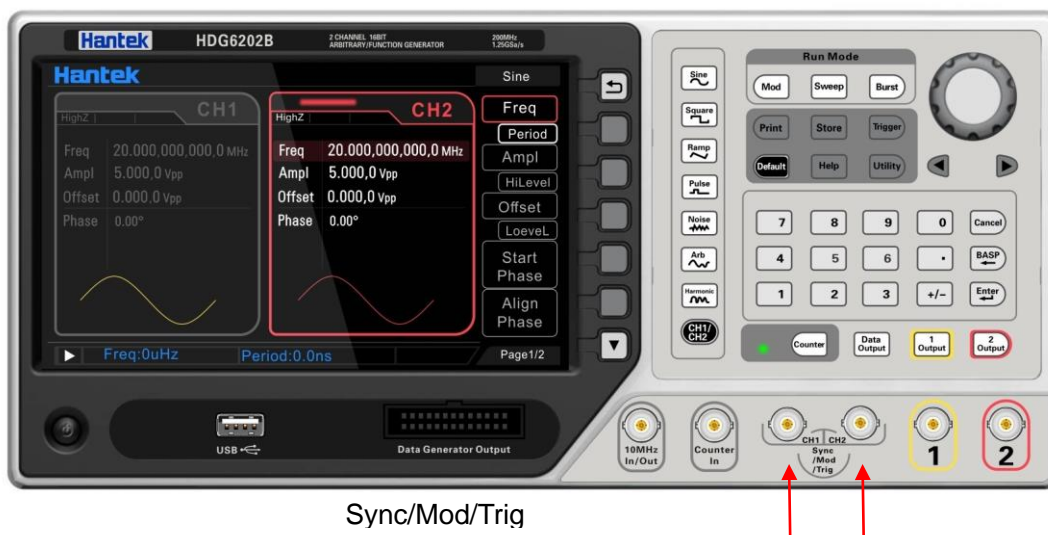 Hantek HDG6202B 2 CHANNEL 16BIT ARBITRARY/FUNCTION GENERATOR 200MHz 1.25GSa/s
Hantek
CH1
HighZ
Freq 20.000,000,000,0 MHz
Ampl 5.000,0 Vpp
Offset 0.000,0 Vpp
Phase 0.00°
CH2
HighZ
Freq 20.000,000,000,0 MHz
Ampl 5.000,0 Vpp
Offset 0.000,0 Vpp
Phase 0.00°
Sine
Freq
Period
Ampl
HiLevel
Offset
LoeveL
Start
Phase
Align
Phase
Freq:0uHz Period:0.0ns Page1/2
Sine
Square
Ramp
Pulse
Noise
Arb
Harmonic
CH1/
CH2
Run Mode
Mod Sweep Burst
Print Store Trigger
Default Help Utility
7 8 9 0 Cancel
4 5 6 . BASP
1 2 3 +/- Enter
Counter
Data
Output
1
Output
2
Output
USB
Data Generator Output
10MHz
In/Out
Counter
In
CH1 CH2
Sync
/Mod
/Trig
1
2
Sync/Mod/Trig